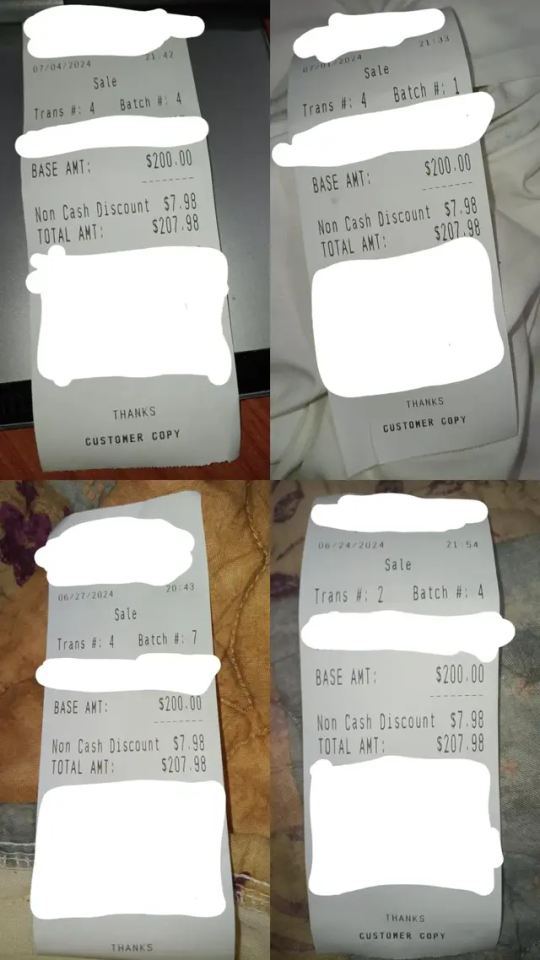 07/04/2024 21:42
Sale
Trans #: 4 Batch #: 4
BASE AMT: $200.00
--------
Non Cash Discount $7.98
TOTAL AMT: $207.98
THANKS
CUSTOMER COPY
07/01/2024 21:33
Sale
Trans #: 4 Batch #: 1
BASE AMT: $200.00
--------
Non Cash Discount $7.98
TOTAL AMT: $207.98
THANKS
CUSTOMER COPY
06/27/2024 20:43
Sale
Trans #: 4 Batch #: 7
BASE AMT: $200.00
--------
Non Cash Discount $7.98
TOTAL AMT: $207.98
THANKS
06/24/2024 21:54
Sale
Trans #: 2 Batch #: 4
BASE AMT: $200.00
--------
Non Cash Discount $7.98
TOTAL AMT: $207.98
THANKS
CUSTOMER COPY